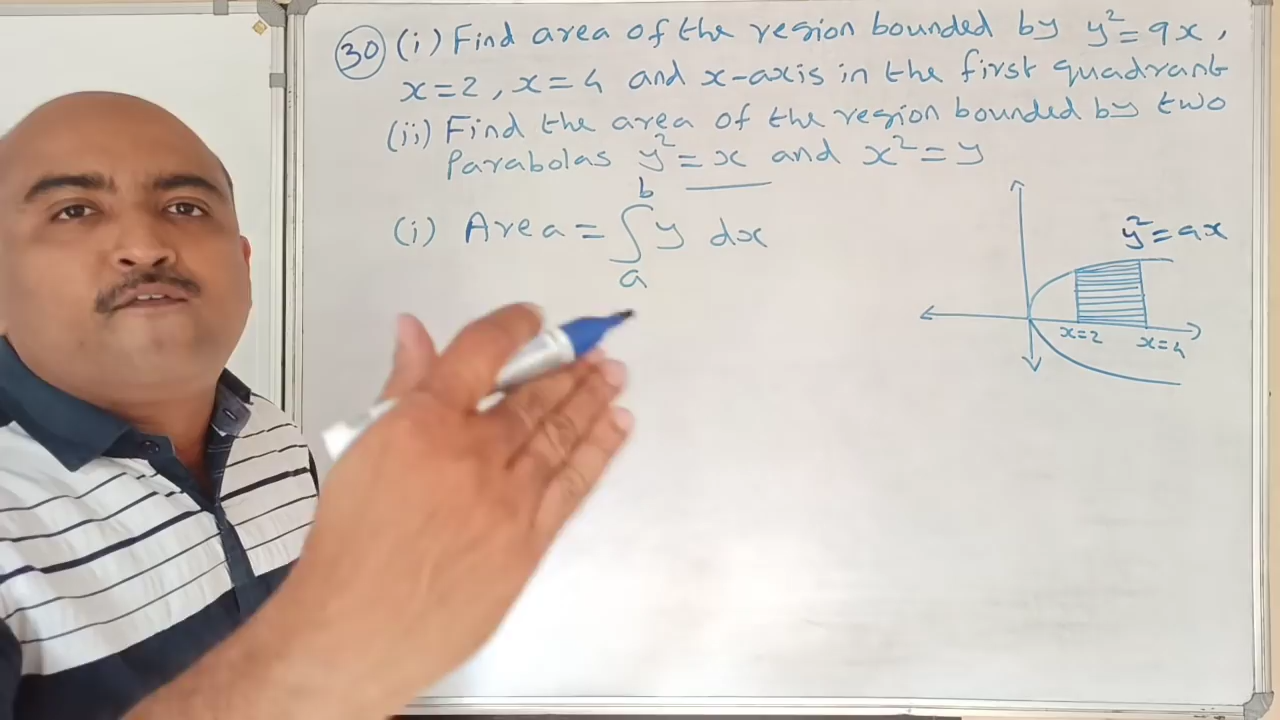 30 (i) Find area of the region bounded by y² = 9x,
x=2, x=4 and x-axis in the first quadrant
(ii) Find the area of the region bounded by two
Parabolas y² = x and x² = y
(i) Area = ∫ₐᵇ y dx
y² = 9x
x=2
x=4